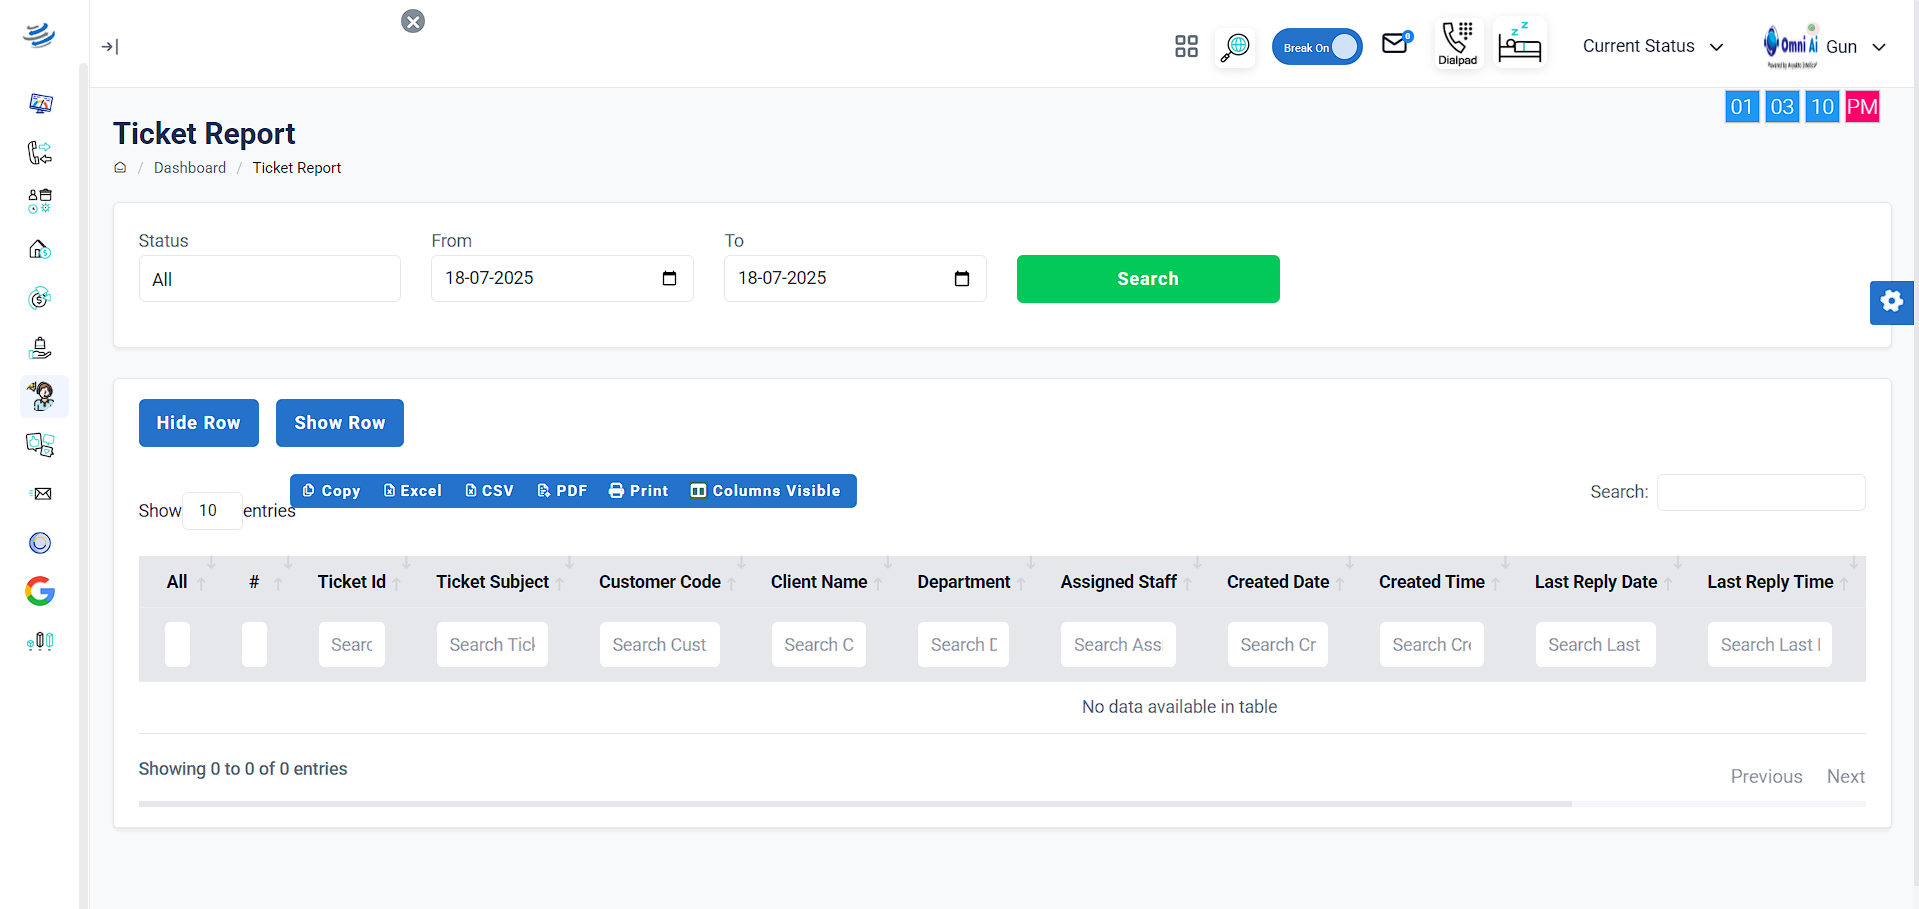 Break On
0
Dialpad
z
z
Current Status
Omni Ai
Gun
01 03 10 PM
Ticket Report
/ Dashboard / Ticket Report
Status
From
To
All
18-07-2025
18-07-2025
Search
Hide Row
Show Row
Copy
Excel
CSV
PDF
Print
Columns Visible
Show 10 entries
Search:
All
#
Ticket Id
Ticket Subject
Customer Code
Client Name
Department
Assigned Staff
Created Date
Created Time
Last Reply Date
Last Reply Time
Searc
Search Tick
Search Cust
Search C
Search D
Search Assi
Search Cr
Search Cre
Search Last
Search Last
No data available in table
Showing 0 to 0 of 0 entries
Previous
Next